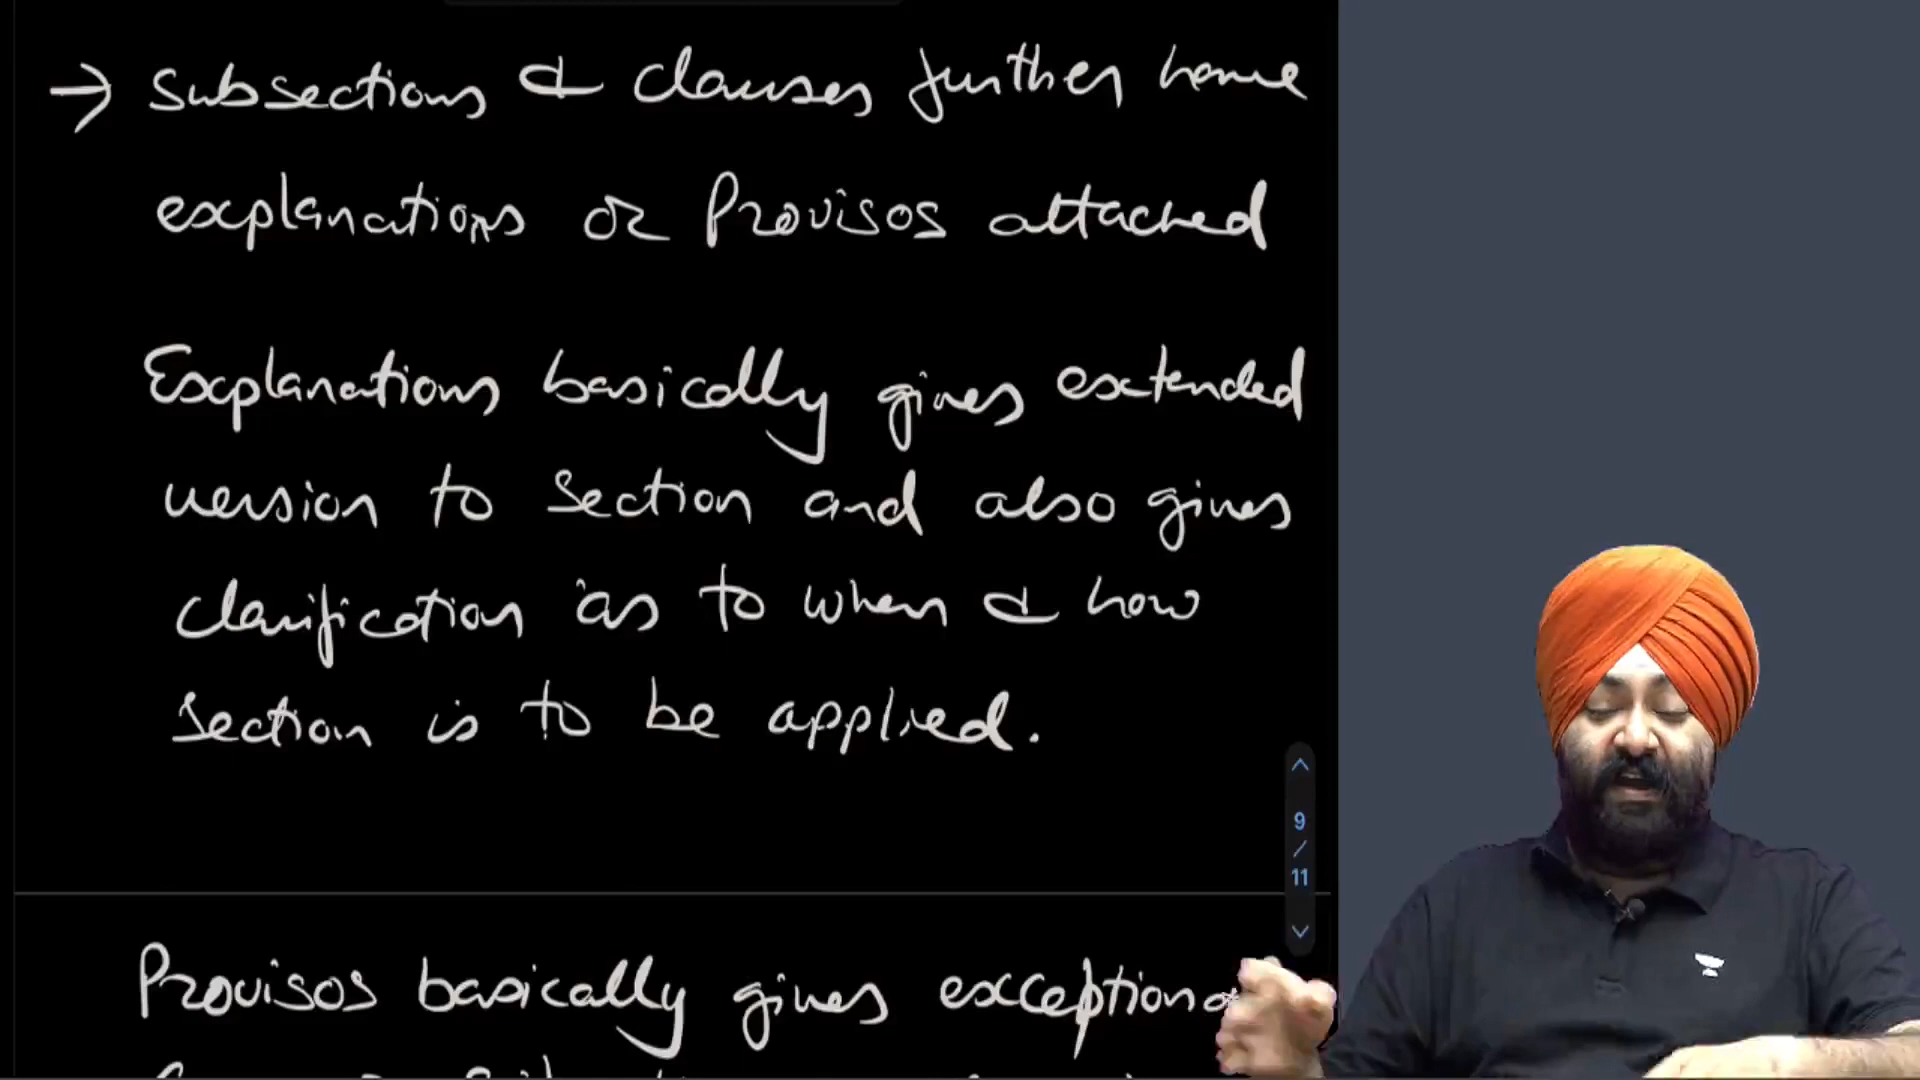 → Subsections & clauses further have
explanations or Provisos attached
Explanations basically gives extended
version to section and also gives
clarification as to when & how
section is to be applied.
9
/
11
Provisos basically gives exception